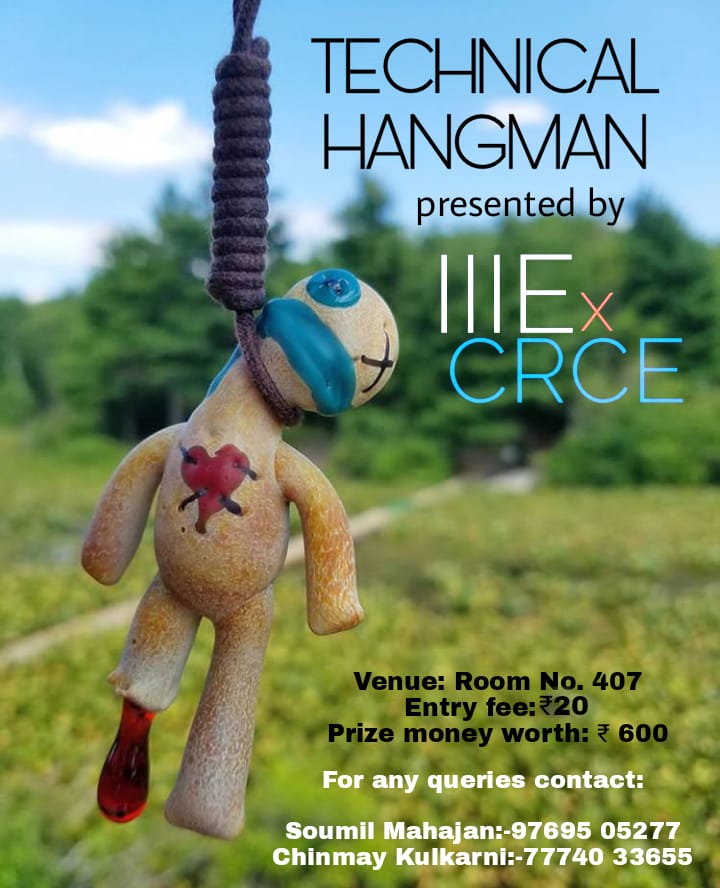 TECHNICAL
HANGMAN
presented by
IIIEx
CRCE
Venue: Room No. 407
Entry fee:₹20
Prize money worth: ₹ 600
For any queries contact:
Soumil Mahajan:-97695 05277
Chinmay Kulkarni:-77740 33655